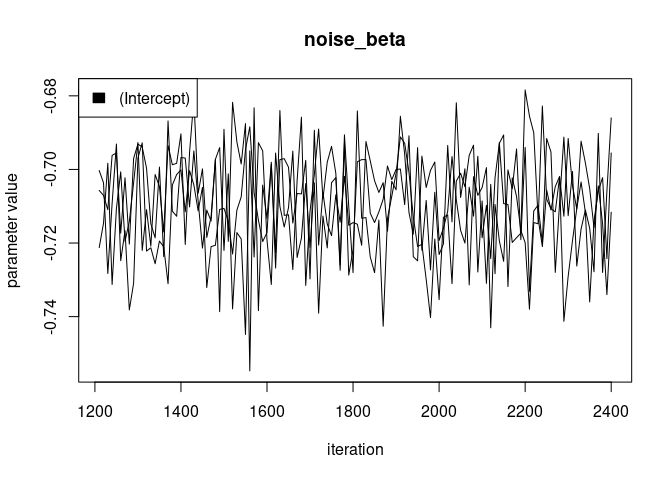 noise_beta
(Intercept)
parameter value
-0.68
-0.70
-0.72
-0.74
1200 1400 1600 1800 2000 2200 2400
iteration